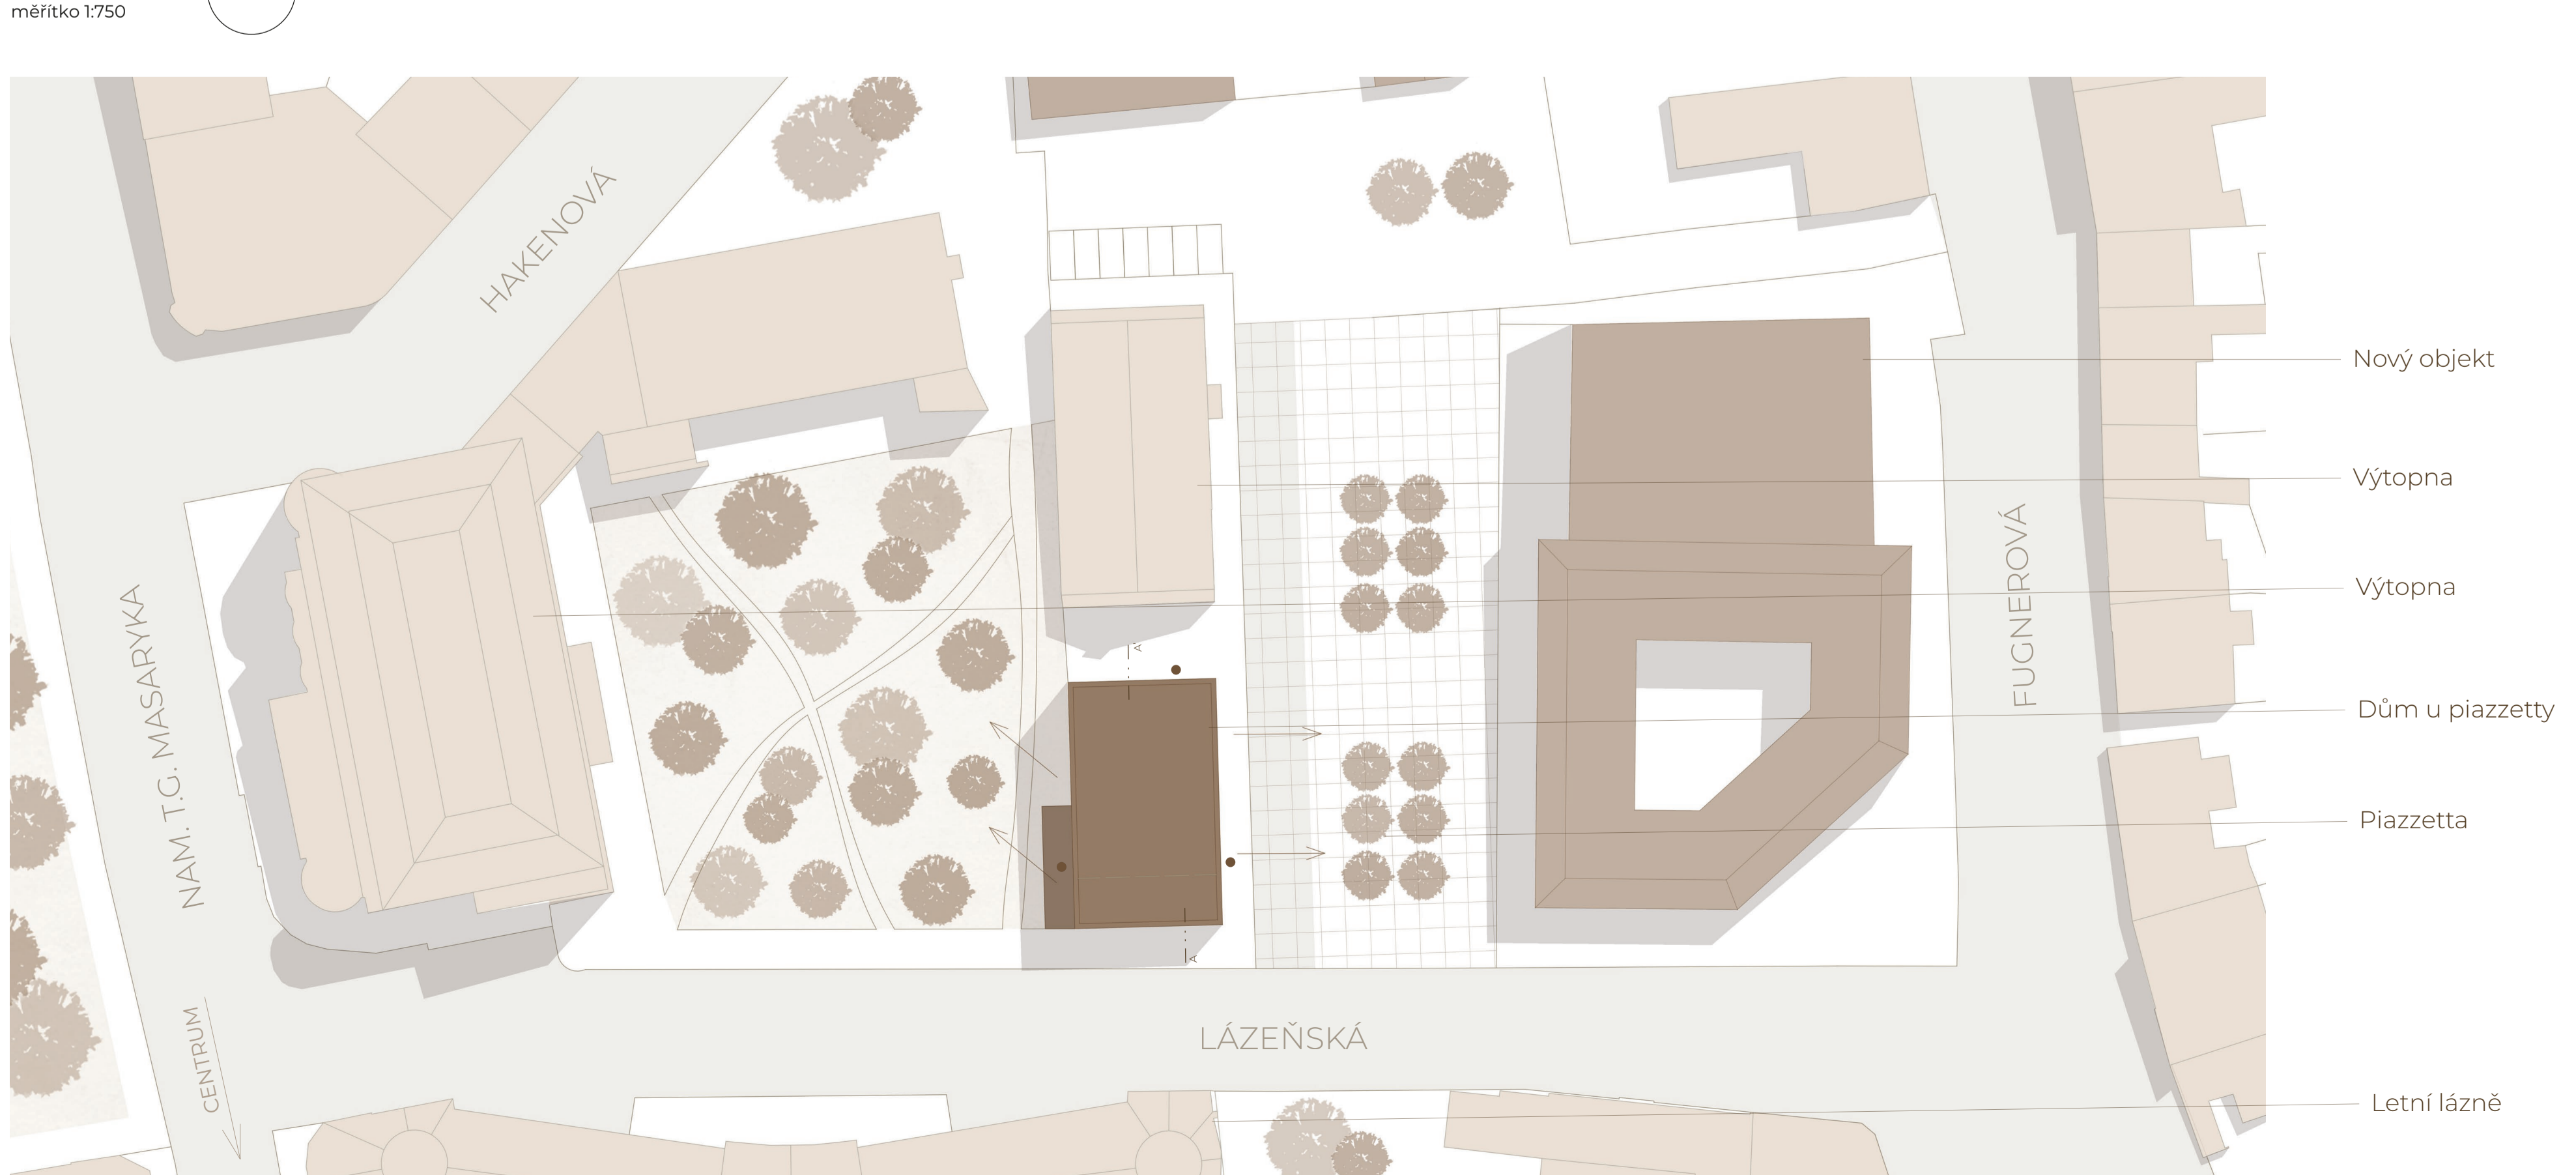 měřítko 1:750
HAKENOVÁ
Nový objekt
Výtopna
Výtopna
FUGNEROVÁ
NAM. T.G. MASARYKA
A
Dům u piazzetty
Piazzetta
A
CENTRUM
LÁZEŇSKÁ
Letní lázně